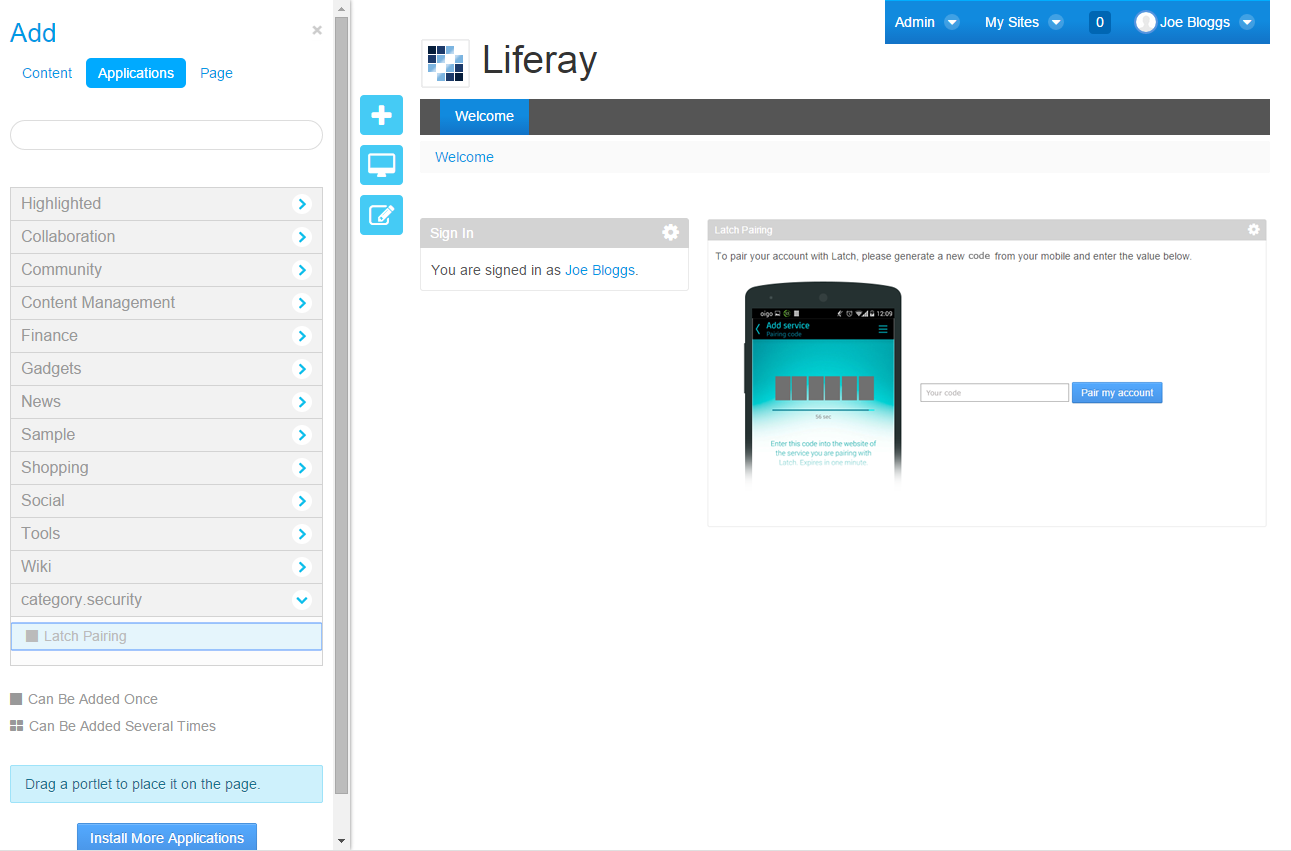 Add
×
Content Applications Page
Highlighted
Collaboration
Community
Content Management
Finance
Gadgets
News
Sample
Shopping
Social
Tools
Wiki
category.security
Latch Pairing
Can Be Added Once
Can Be Added Several Times
Drag a portlet to place it on the page.
Install More Applications
Admin My Sites 0 Joe Bloggs
Liferay
Welcome
Welcome
Sign In
You are signed in as Joe Bloggs.
Latch Pairing
To pair your account with Latch, please generate a new code from your mobile and enter the value below.
oigo 12:09
Add service
Pairing code
56 sec
Enter this code into the website of
the service you are pairing with
Latch. Expires in one minute
Your code Pair my account